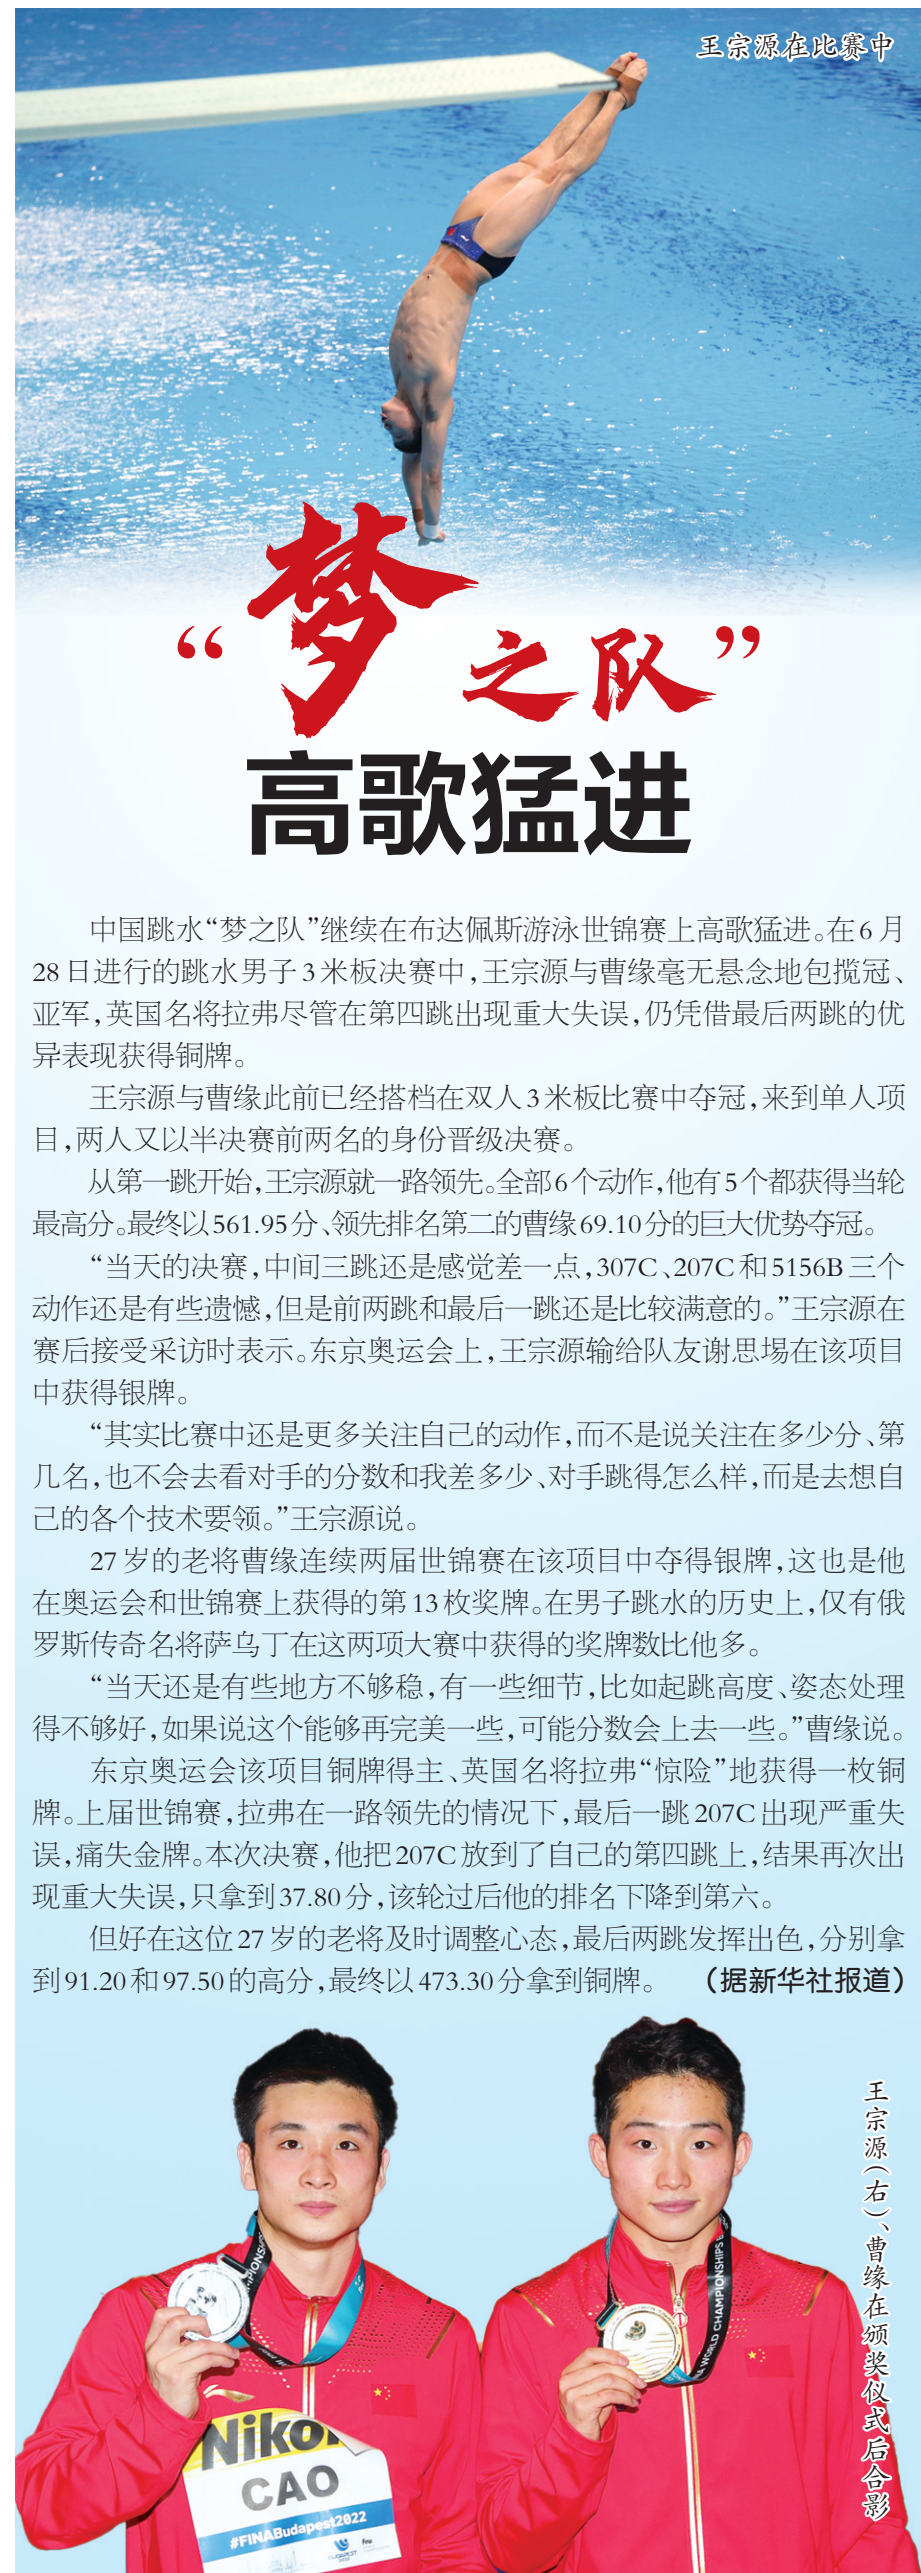 王宗源在比赛中
“梦之队”
高歌猛进
中国跳水“梦之队”继续在布达佩斯游泳世锦赛上高歌猛进。在6月
28日进行的跳水男子3米板决赛中,王宗源与曹缘毫无悬念地包揽冠、
亚军,英国名将拉弗尽管在第四跳出现重大失误,仍凭借最后两跳的优
异表现获得铜牌。
王宗源与曹缘此前已经搭档在双人3米板比赛中夺冠,来到单人项
目,两人又以半决赛前两名的身份晋级决赛。
从第一跳开始,王宗源就一路领先。全部6个动作,他有5个都获得当轮
最高分。最终以561.95分、领先排名第二的曹缘69.10分的巨大优势夺冠。
“当天的决赛,中间三跳还是感觉差一点,307C、207C和5156B三个
动作还是有些遗憾,但是前两跳和最后一跳还是比较满意的。”王宗源在
赛后接受采访时表示。东京奥运会上,王宗源输给队友谢思埸在该项目
中获得银牌。
“其实比赛中还是更多关注自己的动作,而不是说关注在多少分、第
几名,也不会去看对手的分数和我差多少、对手跳得怎么样,而是去想自
己的各个技术要领。”王宗源说。
27岁的老将曹缘连续两届世锦赛在该项目中夺得银牌,这也是他
在奥运会和世锦赛上获得的第13枚奖牌。在男子跳水的历史上,仅有俄
罗斯传奇名将萨乌丁在这两项大赛中获得的奖牌数比他多。
“当天还是有些地方不够稳,有一些细节,比如起跳高度、姿态处理
得不够好,如果说这个能够再完美一些,可能分数会上去一些。”曹缘说。
东京奥运会该项目铜牌得主、英国名将拉弗“惊险”地获得一枚铜
牌。上届世锦赛,拉弗在一路领先的情况下,最后一跳207C出现严重失
误,痛失金牌。本次决赛,他把207C放到了自己的第四跳上,结果再次出
现重大失误,只拿到37.80分,该轮过后他的排名下降到第六。
但好在这位27岁的老将及时调整心态,最后两跳发挥出色,分别拿
到91.20和97.50的高分,最终以473.30分拿到铜牌。 (据新华社报道)
王宗源(右)、曹缘在颁奖仪式后合影
Nikon
CAO
#FINABudapest2022
WORLD CHAMPIONSHIPS